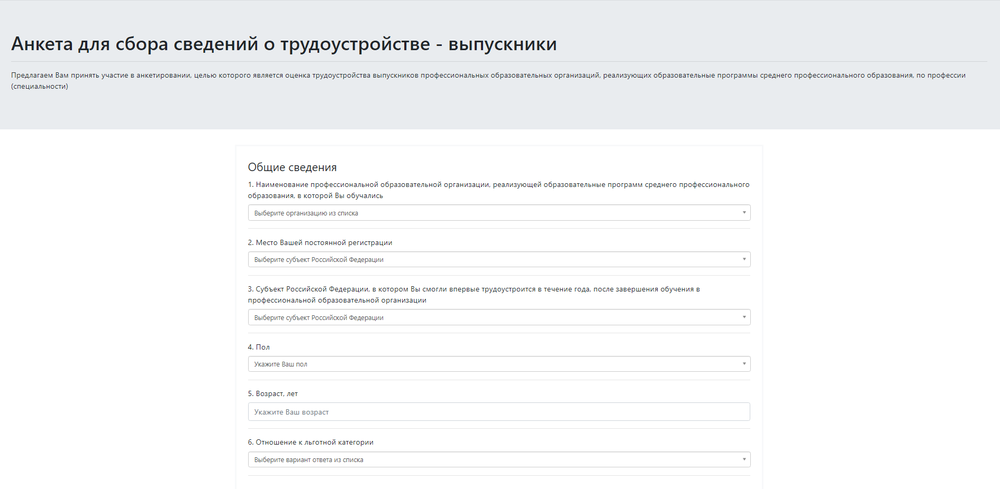 Анкета для сбора сведений о трудоустройстве - выпускники
Предлагаем Вам принять участие в анкетировании, целью которого является оценка трудоустройства выпускников профессиональных образовательных организаций, реализующих образовательные программы среднего профессионального образования, по профессии
(специальности)
Общие сведения
1. Наименование профессиональной образовательной организации, реализующей образовательные программ среднего профессионального
образования, в которой Вы обучались
Выберите организацию из списка
2. Место Вашей постоянной регистрации
Выберите субъект Российской Федерации
3. Субъект Российской Федерации, в котором Вы смогли впервые трудоустроится в течение года, после завершения обучения в
профессиональной образовательной организации
Выберите субъект Российской Федерации
4. Пол
Укажите Ваш пол
5. Возраст, лет
Укажите Ваш возраст
6. Отношение к льготной категории
Выберите вариант ответа из списка